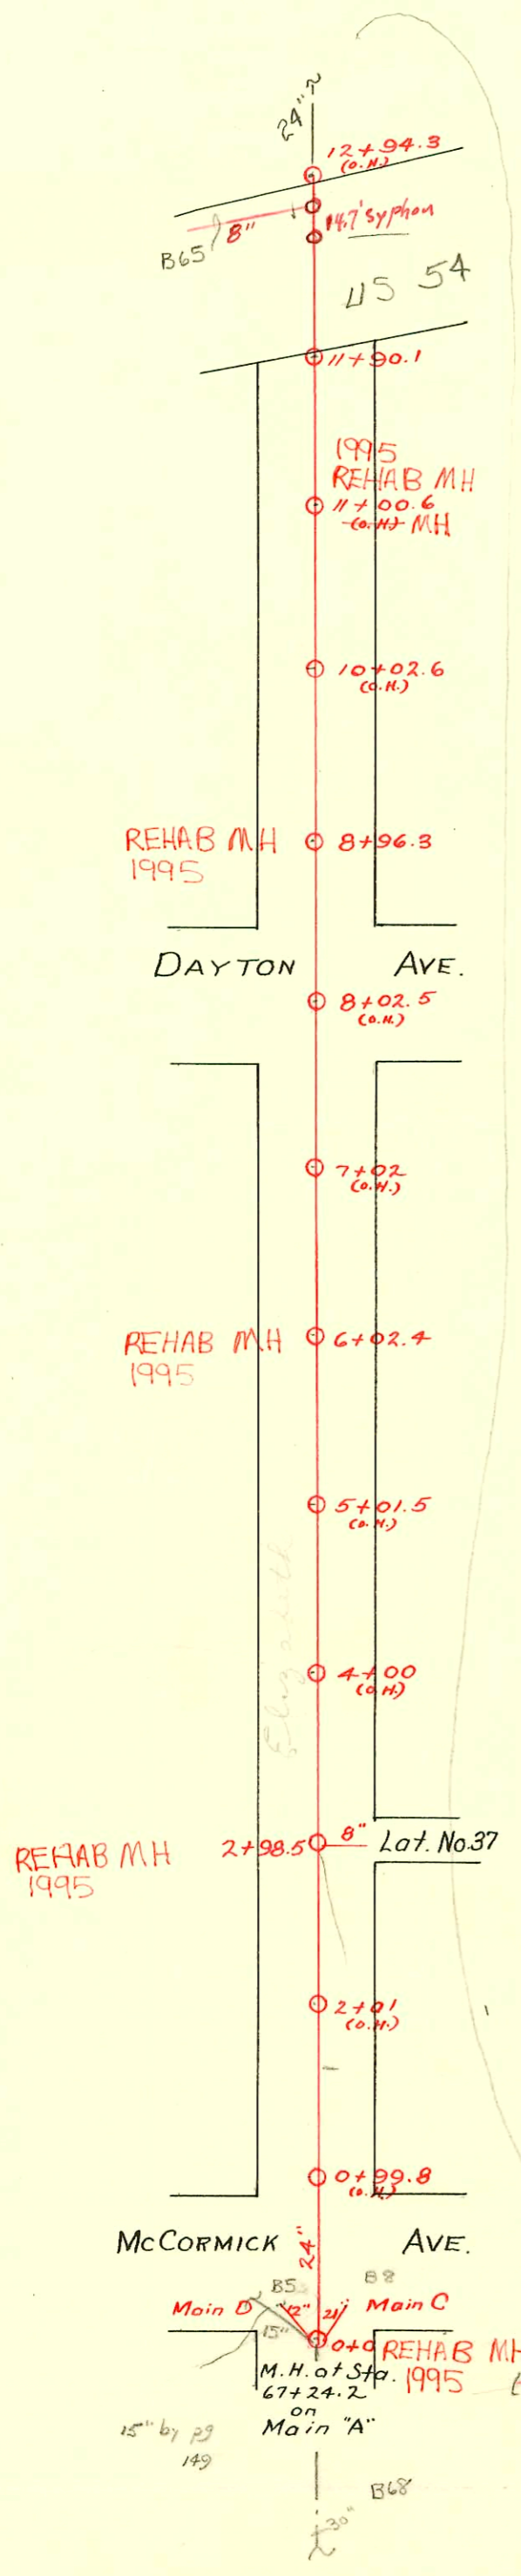 24"
12+94.3
(O.H.)
14.7' syphon
8"
B65
US 54
11+90.1
1995
REHAB MH
11+00.6
(O.H.) MH
10+02.6
(O.H.)
REHAB MH
1995
8+96.3
DAYTON AVE.
8+02.5
(O.H.)
7+02
(O.H.)
REHAB MH
1995
6+02.4
5+01.5
(O.H.)
Elizabeth
4+00
(O.H.)
REHAB MH
1995
2+98.5
8"
Lat. No.37
2+01
(O.H.)
0+99.8
(O.H.)
24"
McCORMICK AVE.
B5
B8
Main D
12"
21"
Main C
15"
0+0
REHAB MH
1995
M.H. at Sta.
67+24.2
on
Main "A"
15" by pg
149
B68
30"